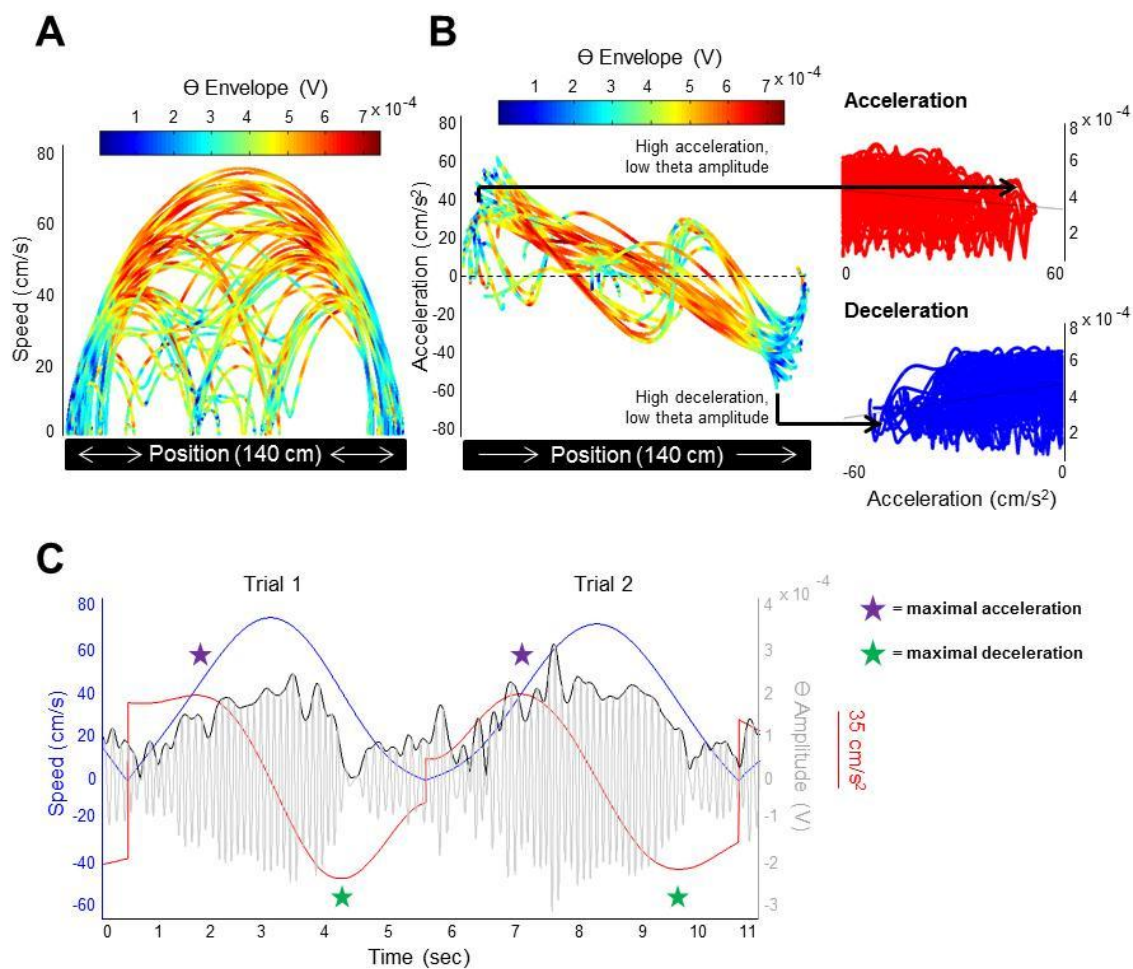 A
Ɵ Envelope (V)
1 2 3 4 5 6 7 x 10⁻⁴
80
60
40
20
0
Speed (cm/s)
Position (140 cm)
B
Ɵ Envelope (V)
1 2 3 4 5 6 7 x 10⁻⁴
80
60
40
20
0
-20
-40
-60
-80
Acceleration (cm/s²)
High acceleration,
low theta amplitude
High deceleration,
low theta amplitude
Position (140 cm)
Acceleration
8 x 10⁻⁴
6
4
2
0 60
Deceleration
8 x 10⁻⁴
6
4
2
-60 0
Acceleration (cm/s²)
C
Trial 1 Trial 2
80
60
40
20
0
-20
-40
-60
Speed (cm/s)
x 10⁻⁴
4
3
2
1
0
-1
-2
-3
Ɵ Amplitude (V)
35 cm/s²
0 1 2 3 4 5 6 7 8 9 10 11
Time (sec)
= maximal acceleration
= maximal deceleration